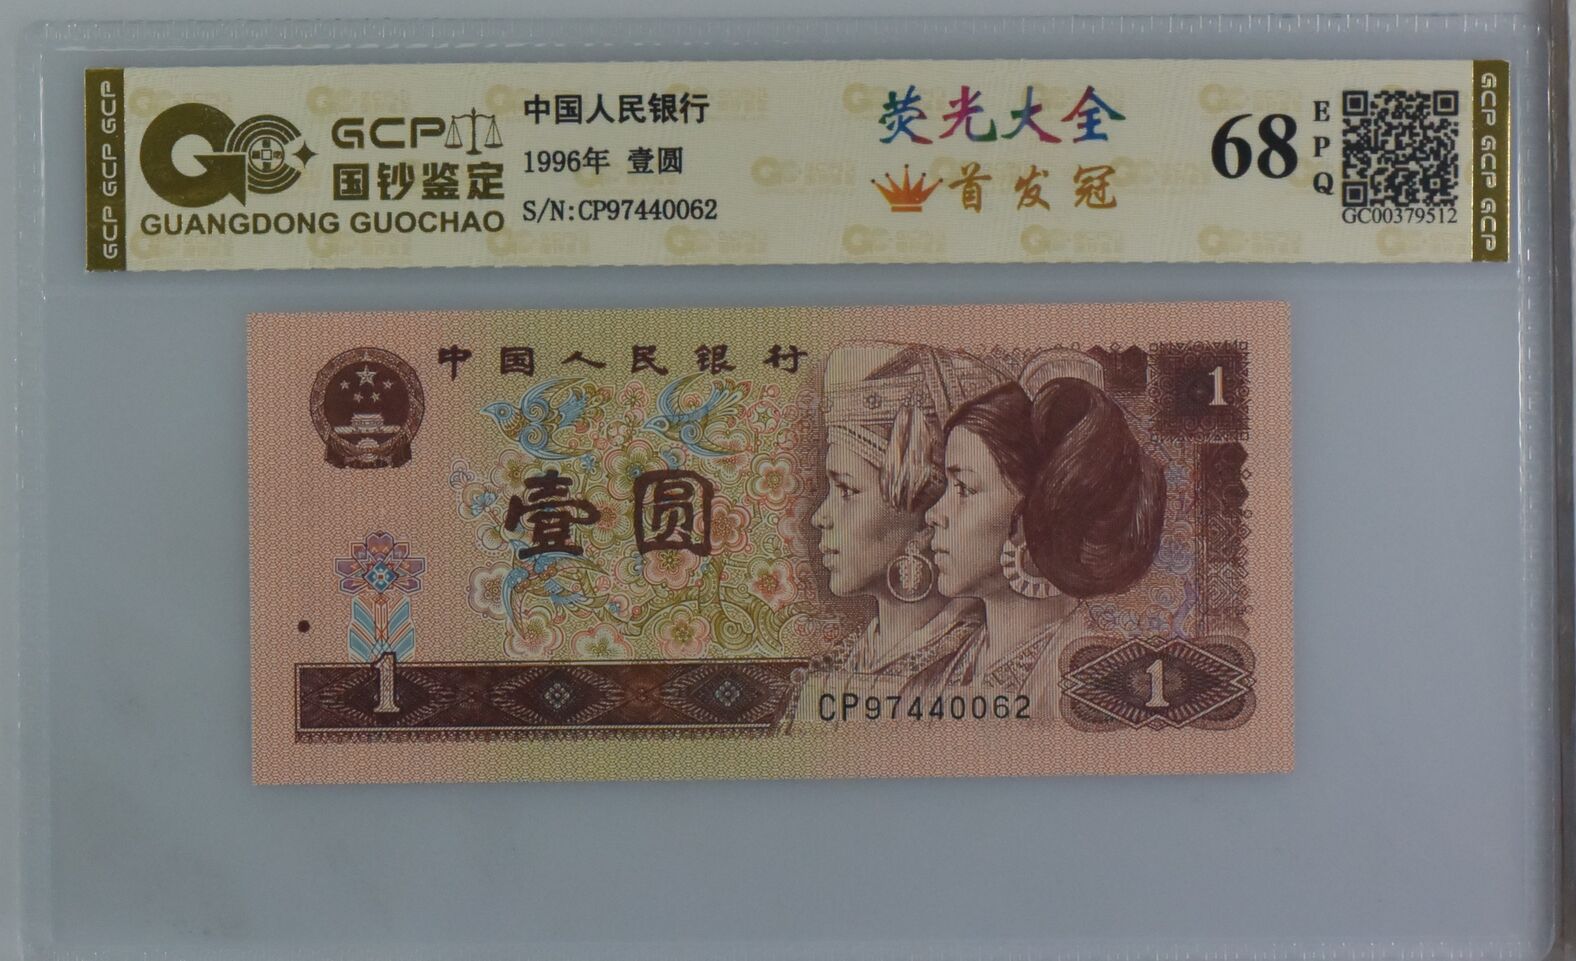 GCP GCP GCP
GCP
国钞鉴定
GUANGDONG GUOCHAO
中国人民银行
1996年 壹圆
S/N:CP97440062
荧光大全
首发冠
68
EPQ
GC00379512
GCP GCP GCP
中国人民银行
1
壹圆
1
CP97440062
1